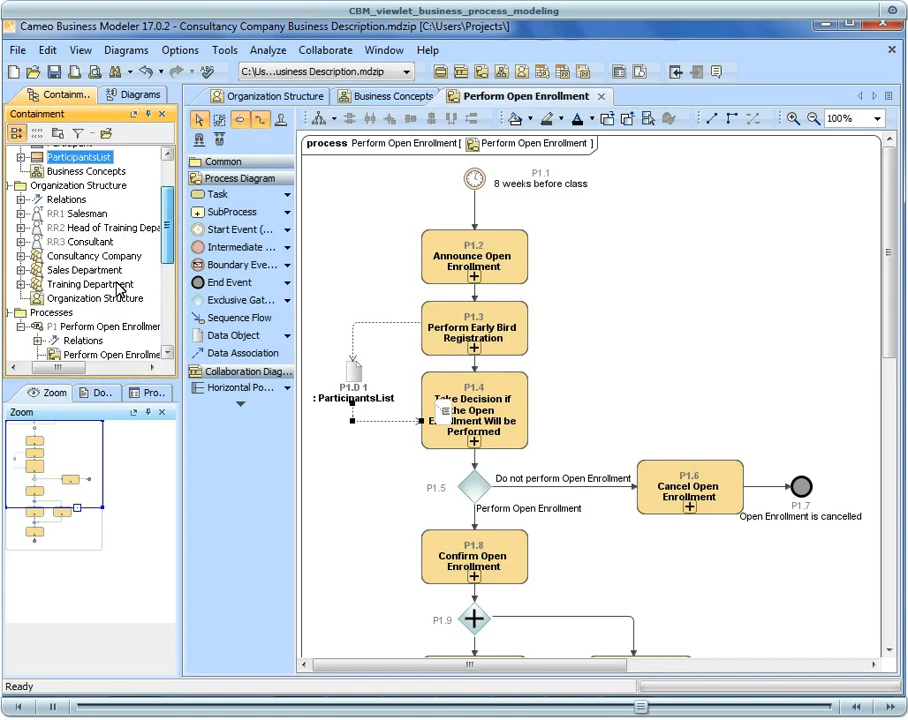 CBM_viewlet_business_process_modeling
Cameo Business Modeler 17.0.2 - Consultancy Company Business Description.mdzip [C:\Users\Projects\]
File Edit View Diagrams Options Tools Analyze Collaborate Window Help
C:\Us...usiness Description.mdzip
Containm... Diagrams
Organization Structure Business Concepts Perform Open Enrollment
Containment
100%
ParticipantsList
Business Concepts
Organization Structure
Relations
RR1 Salesman
RR2 Head of Training Depa
RR3 Consultant
Consultancy Company
Sales Department
Training Department
Organization Structure
Processes
P1 Perform Open Enrollmer
Relations
Perform Open Enrollme
Zoom Do... Pro...
Zoom
Common
Process Diagram
Task
SubProcess
Start Event (...
Intermediate ...
Boundary Eve...
End Event
Exclusive Gat...
Sequence Flow
Data Object
Data Association
Collaboration Diag...
Horizontal Po...
process Perform Open Enrollment [ Perform Open Enrollment ]
P1.1
8 weeks before class
P1.2
Announce Open
Enrollment
P1.3
Perform Early Bird
Registration
P1.D 1
: ParticipantsList
P1.4
Take Decision if
the Open
Enrollment Will be
Performed
P1.5
Do not perform Open Enrollment
Perform Open Enrollment
P1.6
Cancel Open
Enrollment
P1.7
Open Enrollment is cancelled
P1.8
Confirm Open
Enrollment
P1.9
Ready